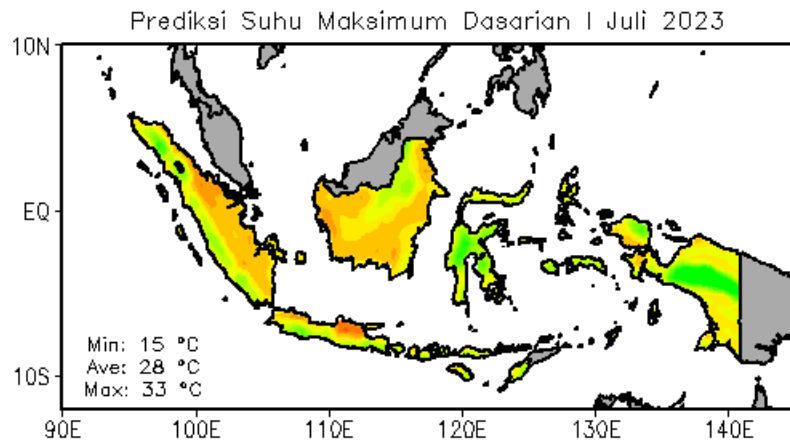 Prediksi Suhu Maksimum Dasarian I Juli 2023
10N
EQ
10S
Min: 15 °C
Ave: 28 °C
Max: 33 °C
90E 100E 110E 120E 130E 140E